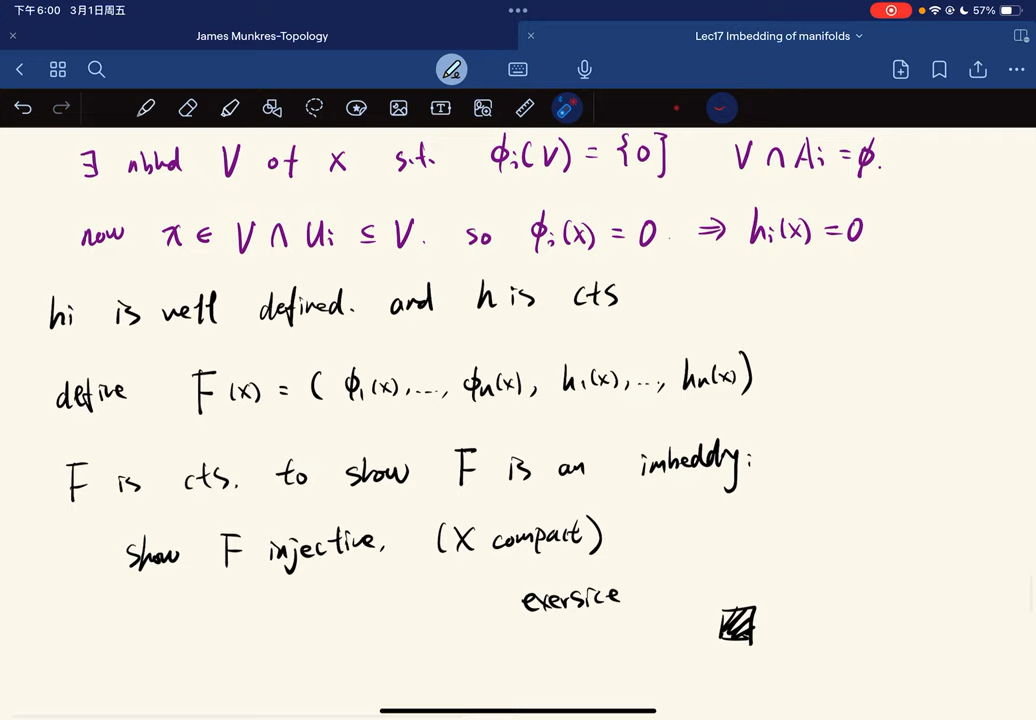 下午6:00 3月1日周五
57%
James Munkres-Topology
Lec17 Imbedding of manifolds
∃ nbhd V of x s.t. ϕi(V) = {0} V ∩ Ai = ϕ.
now x ∈ V ∩ Ui ⊆ V. so ϕi(x) = 0. ⇒ hi(x) = 0
hi is well defined. and h is cts
define F(x) = ( ϕ1(x), ..., ϕn(x), h1(x), ..., hn(x) )
F is cts. to show F is an imbeddy:
show F injective, (X compact)
exersice